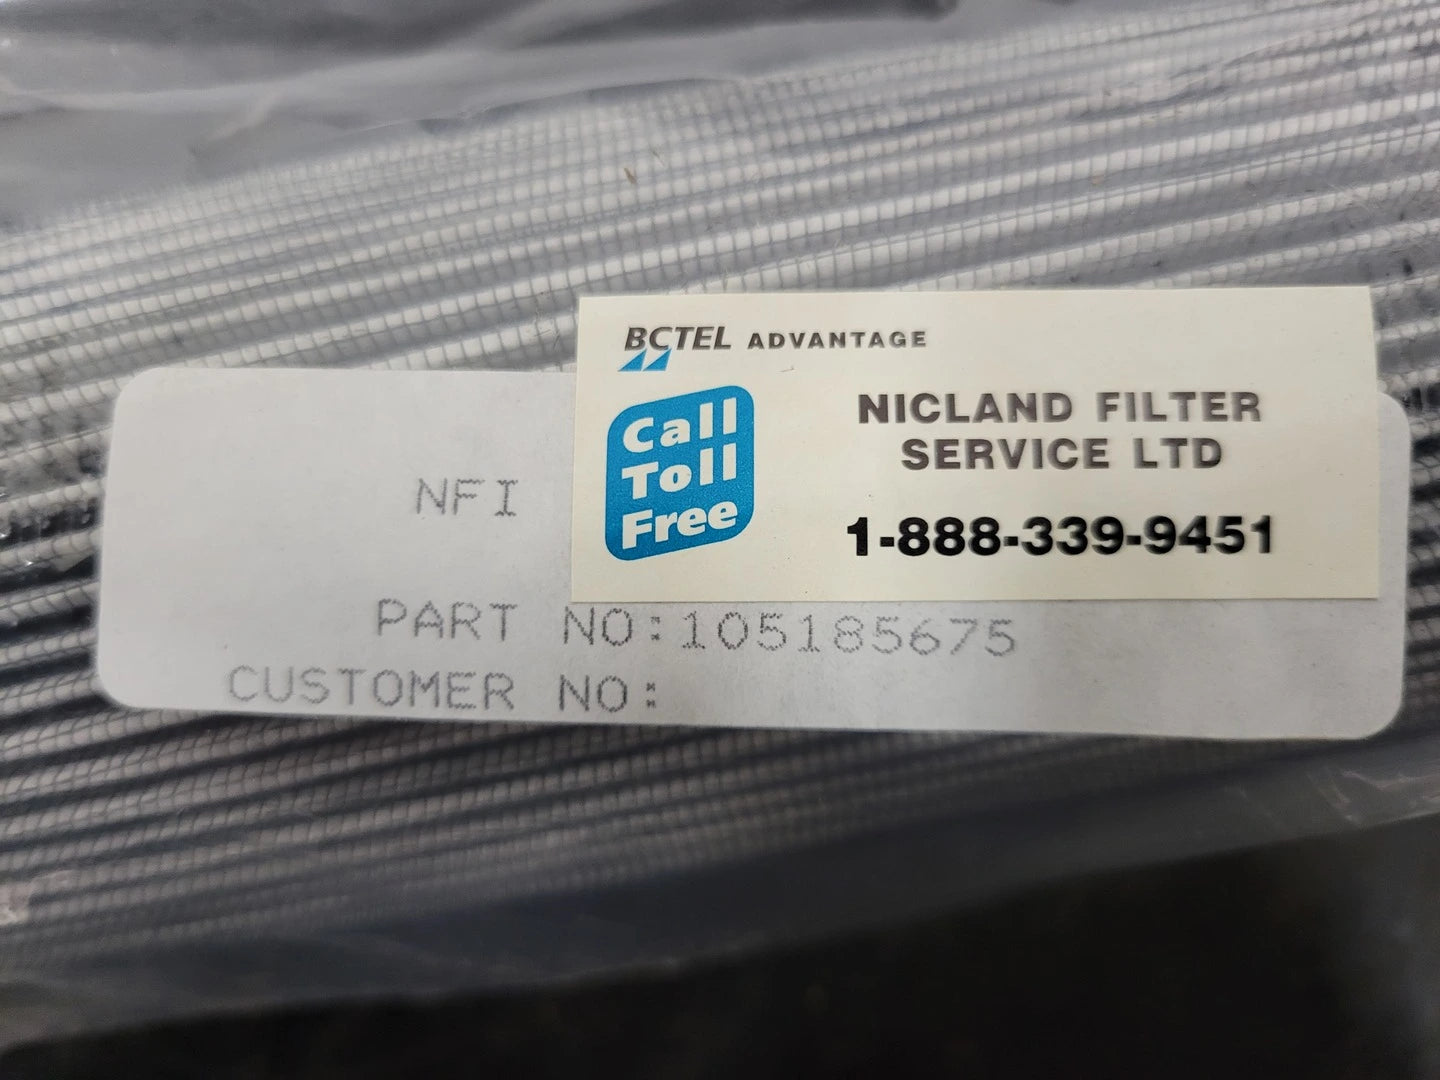 BCTEL ADVANTAGE
Call
Toll
Free
NICLAND FILTER
SERVICE LTD
1-888-339-9451
NFI
PART NO:105185675
CUSTOMER NO: